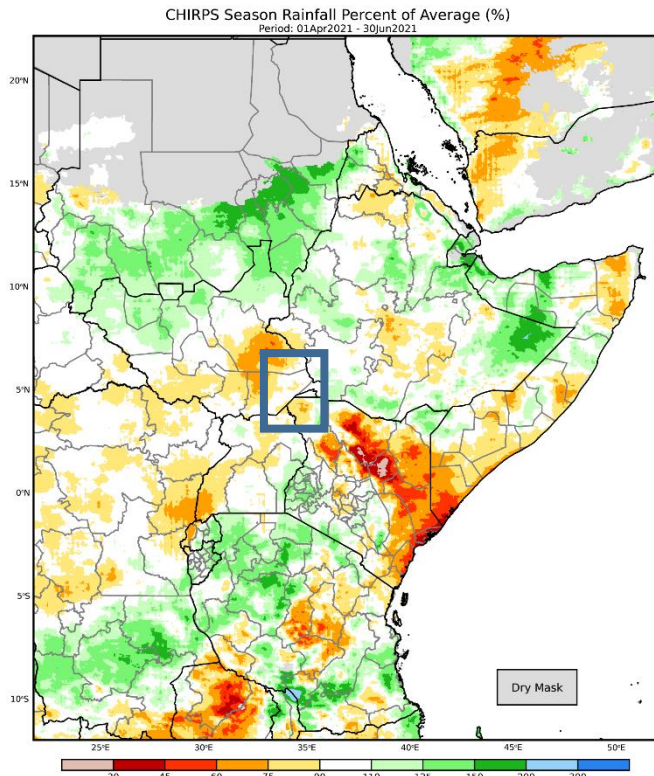 CHIRPS Season Rainfall Percent of Average (%)
Period: 01Apr2021 - 30Jun2021
20°N
15°N
10°N
5°N
0°N
5°S
10°S
Dry Mask
25°E 30°E 35°E 40°E 45°E 50°E